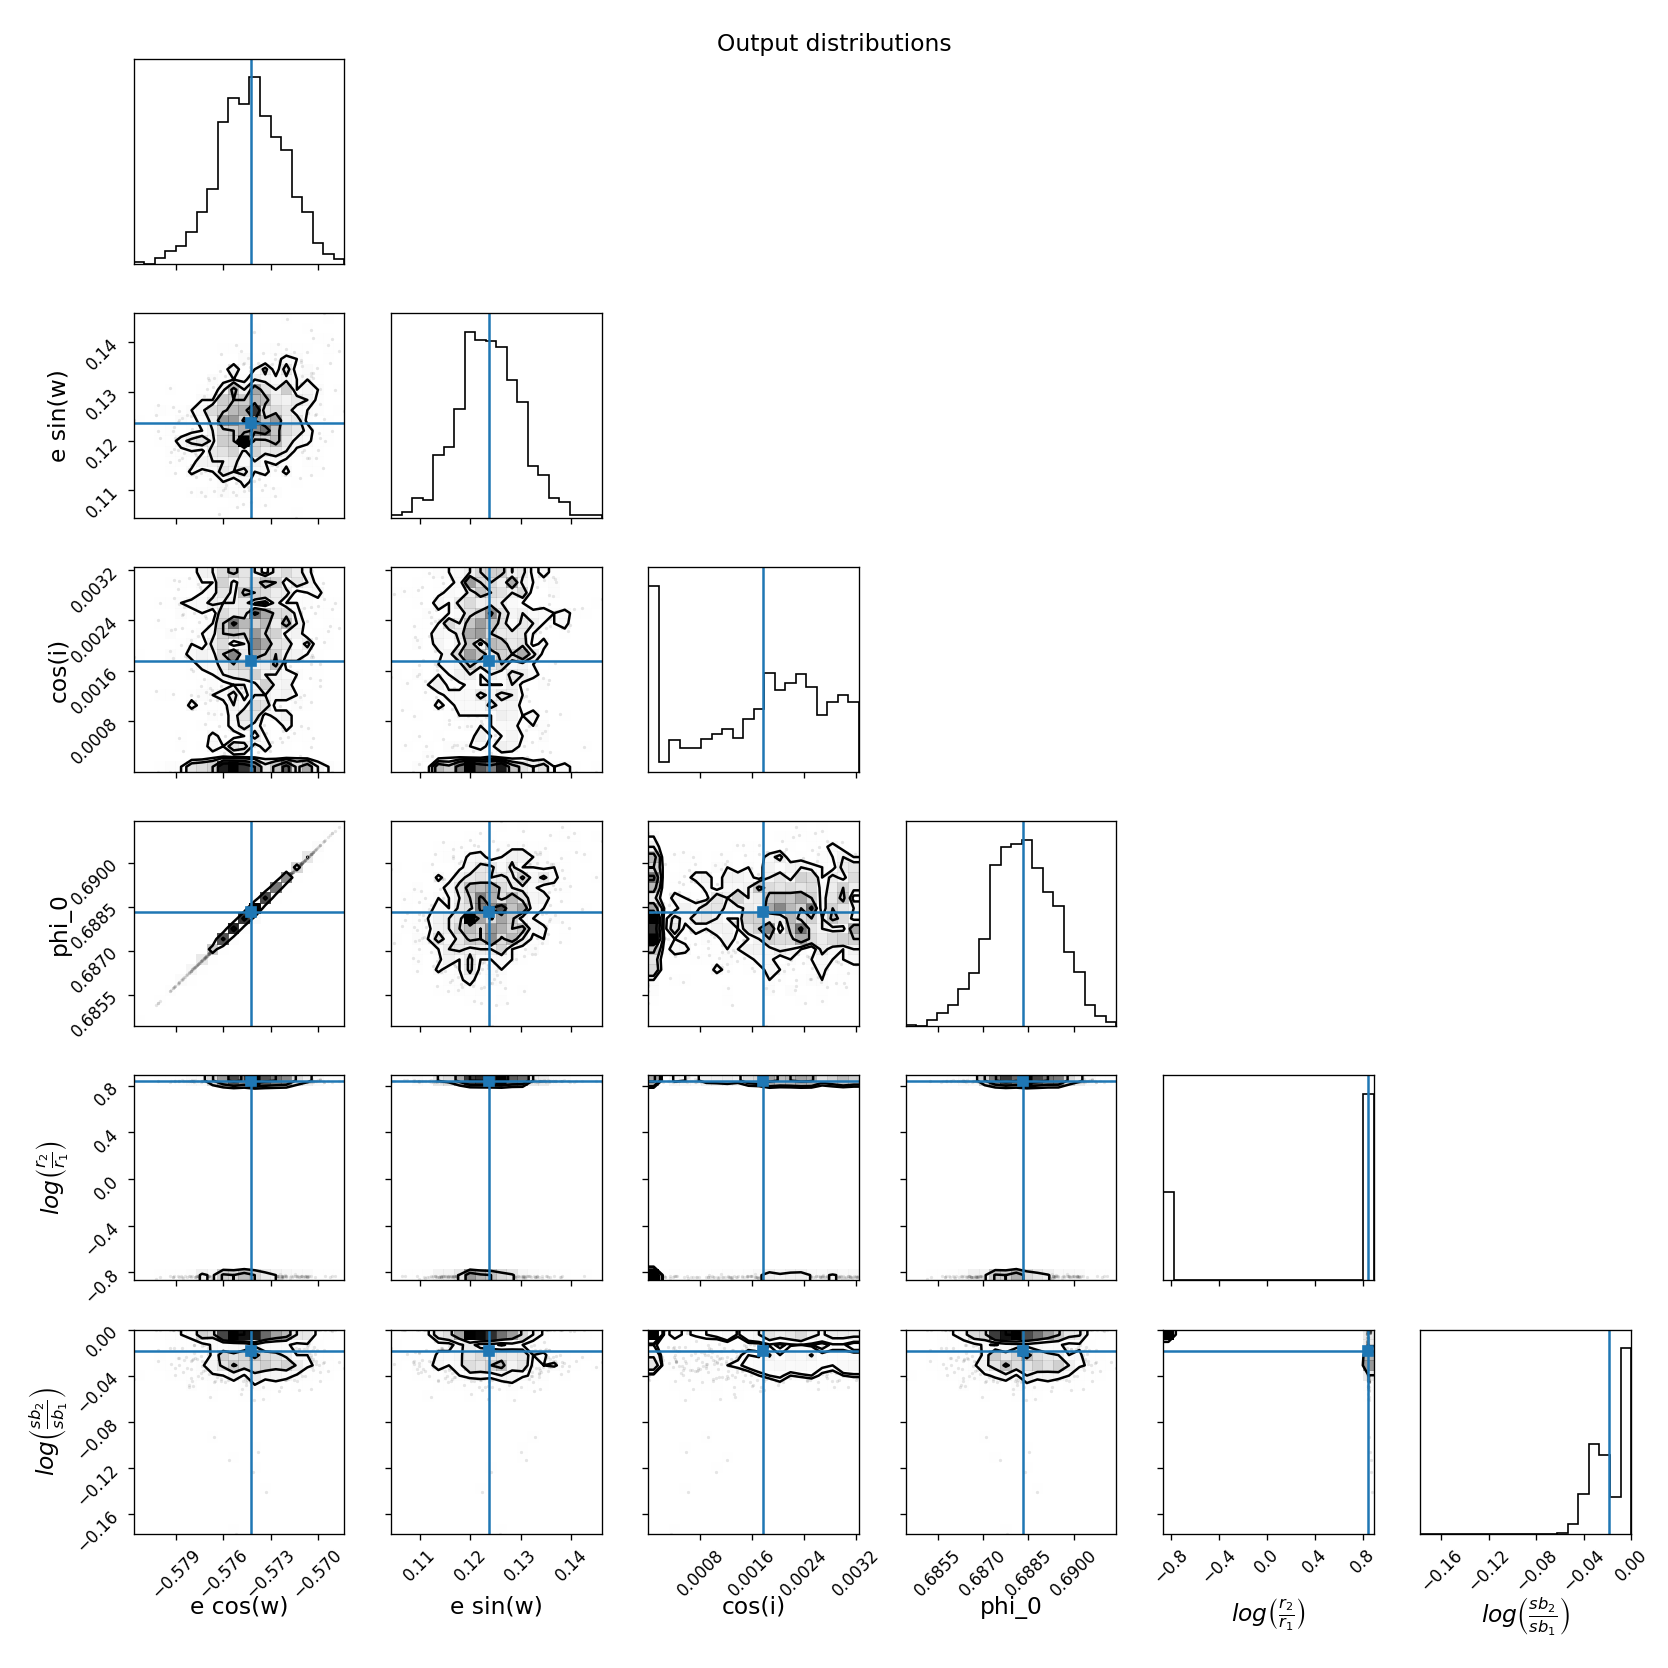 Output distributions
e sin(w)
0.14
0.13
0.12
0.11
cos(i)
0.0032
0.0024
0.0016
0.0008
phi_0
0.6900
0.6885
0.6870
0.6855
log(r2/r1)
0.8
0.4
0.0
−0.4
−0.8
log(sb2/sb1)
0.00
−0.04
−0.08
−0.12
−0.16
−0.579 −0.576 −0.573 −0.570 0.11 0.12 0.13 0.14 0.0008 0.0016 0.0024 0.0032 0.6855 0.6870 0.6885 0.6900 −0.8 −0.4 0.0 0.4 0.8 −0.16 −0.12 −0.08 −0.04 0.00
e cos(w) e sin(w) cos(i) phi_0 log(r2/r1) log(sb2/sb1)